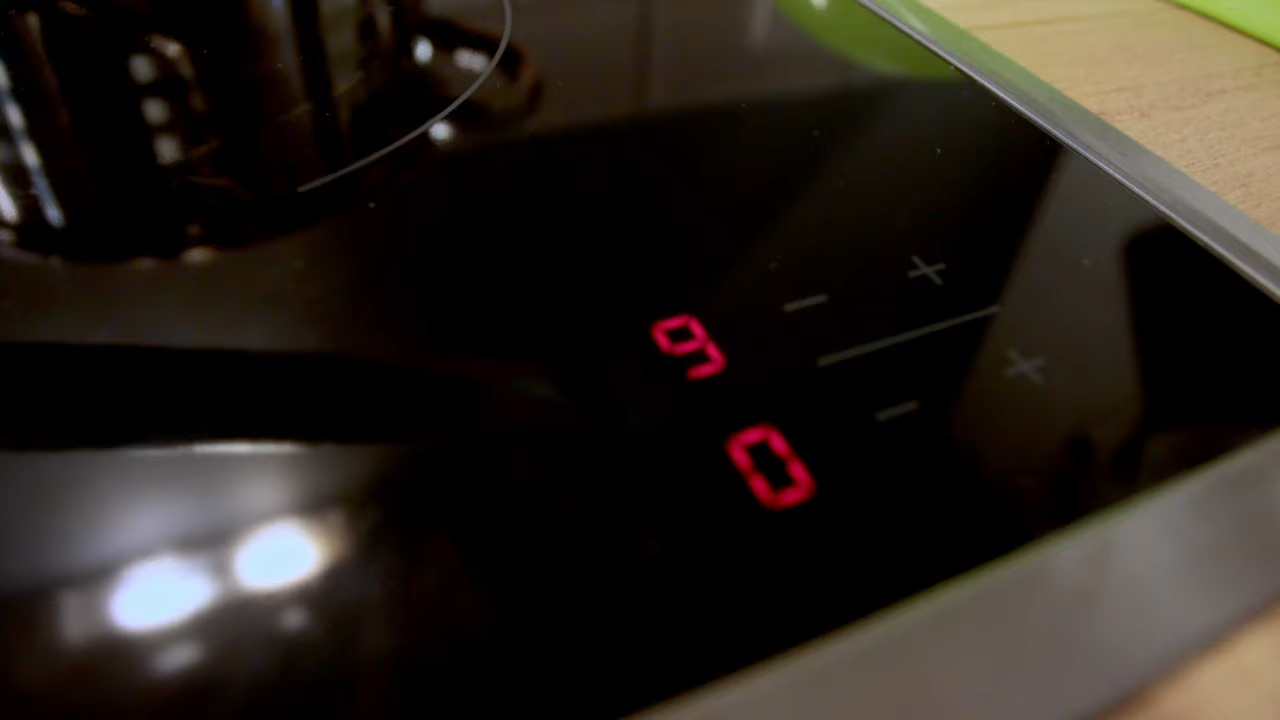 9 - +
0 - +